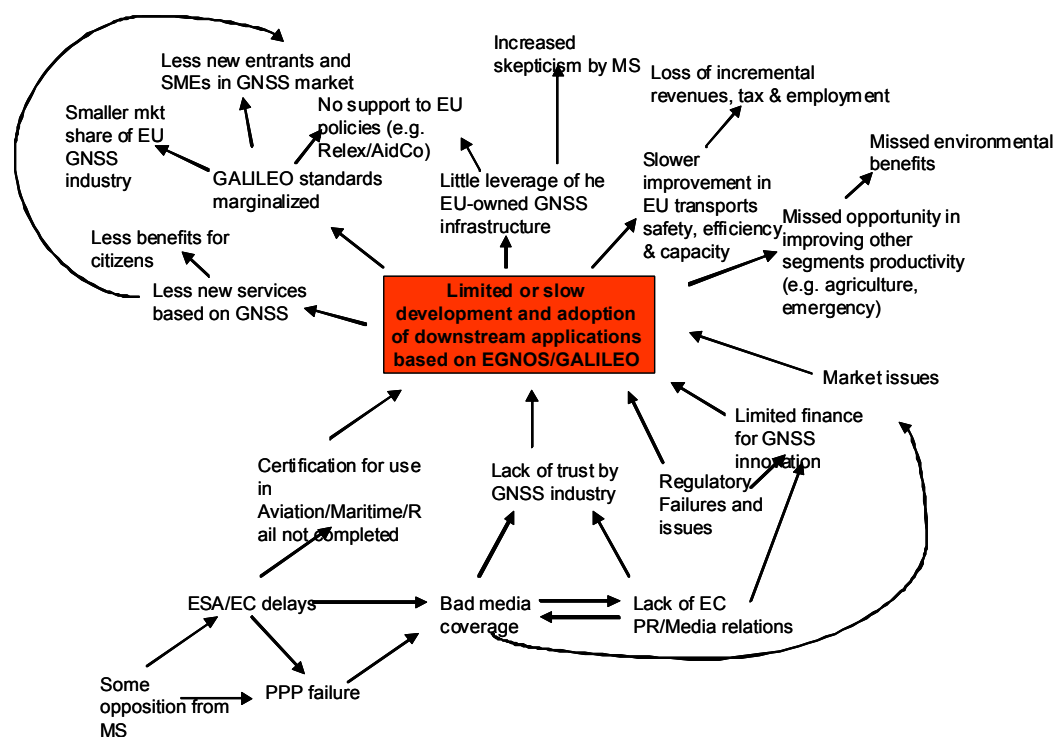 Increased
skepticism by MS
Less new entrants and
SMEs in GNSS market
Loss of incremental
revenues, tax & employment
Smaller mkt
share of EU
GNSS
industry
No support to EU
policies (e.g.
Relex/AidCo)
Missed environmental
benefits
GALILEO standards
marginalized
Little leverage of he
EU-owned GNSS
infrastructure
Slower
improvement in
EU transports
safety, efficiency
& capacity
Missed opportunity in
improving other
segments productivity
(e.g. agriculture,
emergency)
Less benefits for
citizens
Less new services
based on GNSS
Limited or slow
development and adoption
of downstream applications
based on EGNOS/GALILEO
Market issues
Limited finance
for GNSS
innovation
Certification for use
in
Aviation/Maritime/R
ail not completed
Lack of trust by
GNSS industry
Regulatory
Failures and
issues
ESA/EC delays
Bad media
coverage
Lack of EC
PR/Media relations
Some
opposition from
MS
PPP failure